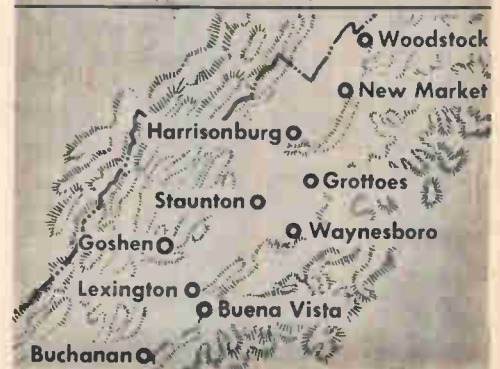 Woodstock
New Market
Harrisonburg
Grottoes
Staunton
Waynesboro
Goshen
Lexington
Buena Vista
Buchanan